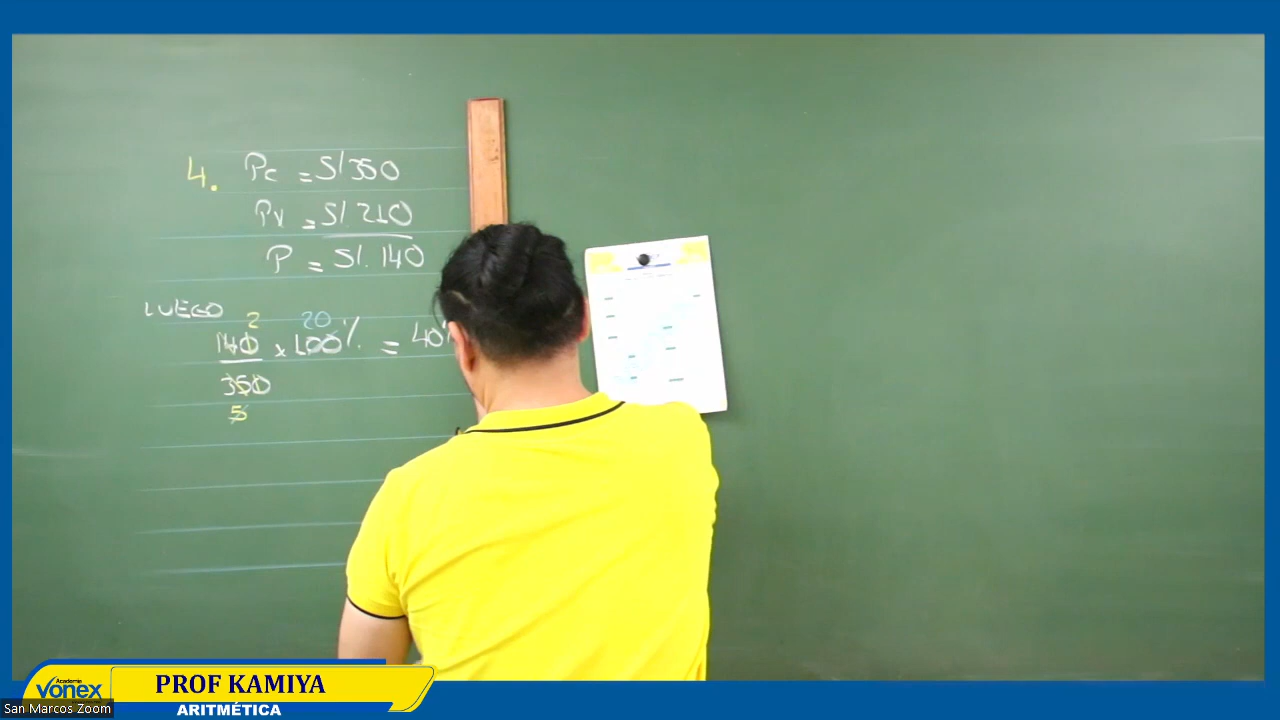 4. Pc = S/350
Pv = S/. 210
P = S/. 140
LUEGO
2 20
140 x 100% = 40%
350
5
Academia
vonex
PROF KAMIYA
ARITMÉTICA
San Marcos Zoom